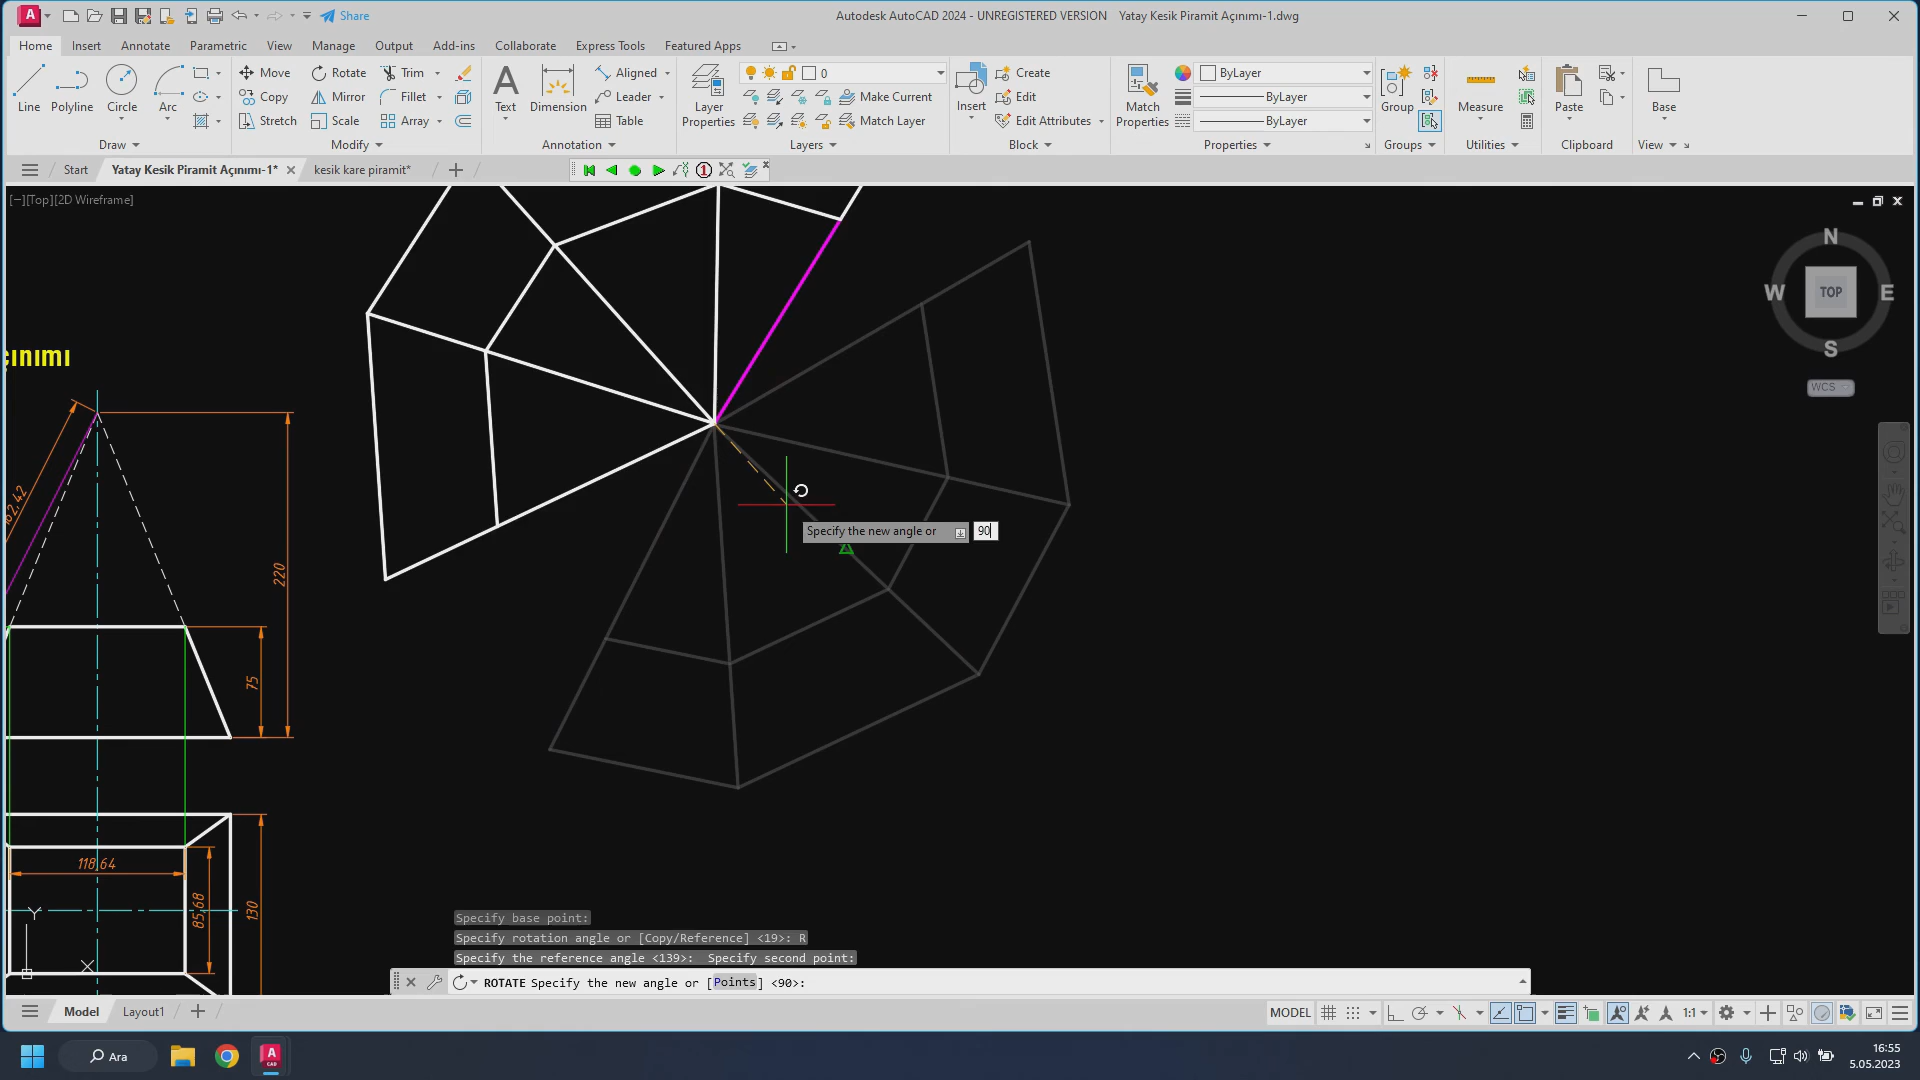 Share
Autodesk AutoCAD 2024 - UNREGISTERED VERSION Yatay Kesik Piramit Açınımı-1.dwg
Home Insert Annotate Parametric View Manage Output Add-ins Collaborate Express Tools Featured Apps
Line Polyline Circle Arc
Move Rotate Trim
Copy Mirror Fillet
Stretch Scale Array
Text Dimension
Aligned
Leader
Table
Layer Properties
0
Make Current
Match Layer
Insert
Create
Edit
Edit Attributes
Match Properties
ByLayer
ByLayer
ByLayer
Group
Measure
Paste
Base
Draw Modify Annotation Layers Block Properties Groups Utilities Clipboard View
Start Yatay Kesik Piramit Açınımı-1* kesik kare piramit*
[−][Top][2D Wireframe]
N
W TOP E
S
WCS
220
75
118,64
85,68
130
Y
X
Specify the new angle or 90
Specify base point:
Specify rotation angle or [Copy/Reference] <19>: R
Specify the reference angle <139>: Specify second point:
ROTATE Specify the new angle or [Points] <90>:
Model Layout1
MODEL 1:1
Ara
A
CAD
16:55
5.05.2023